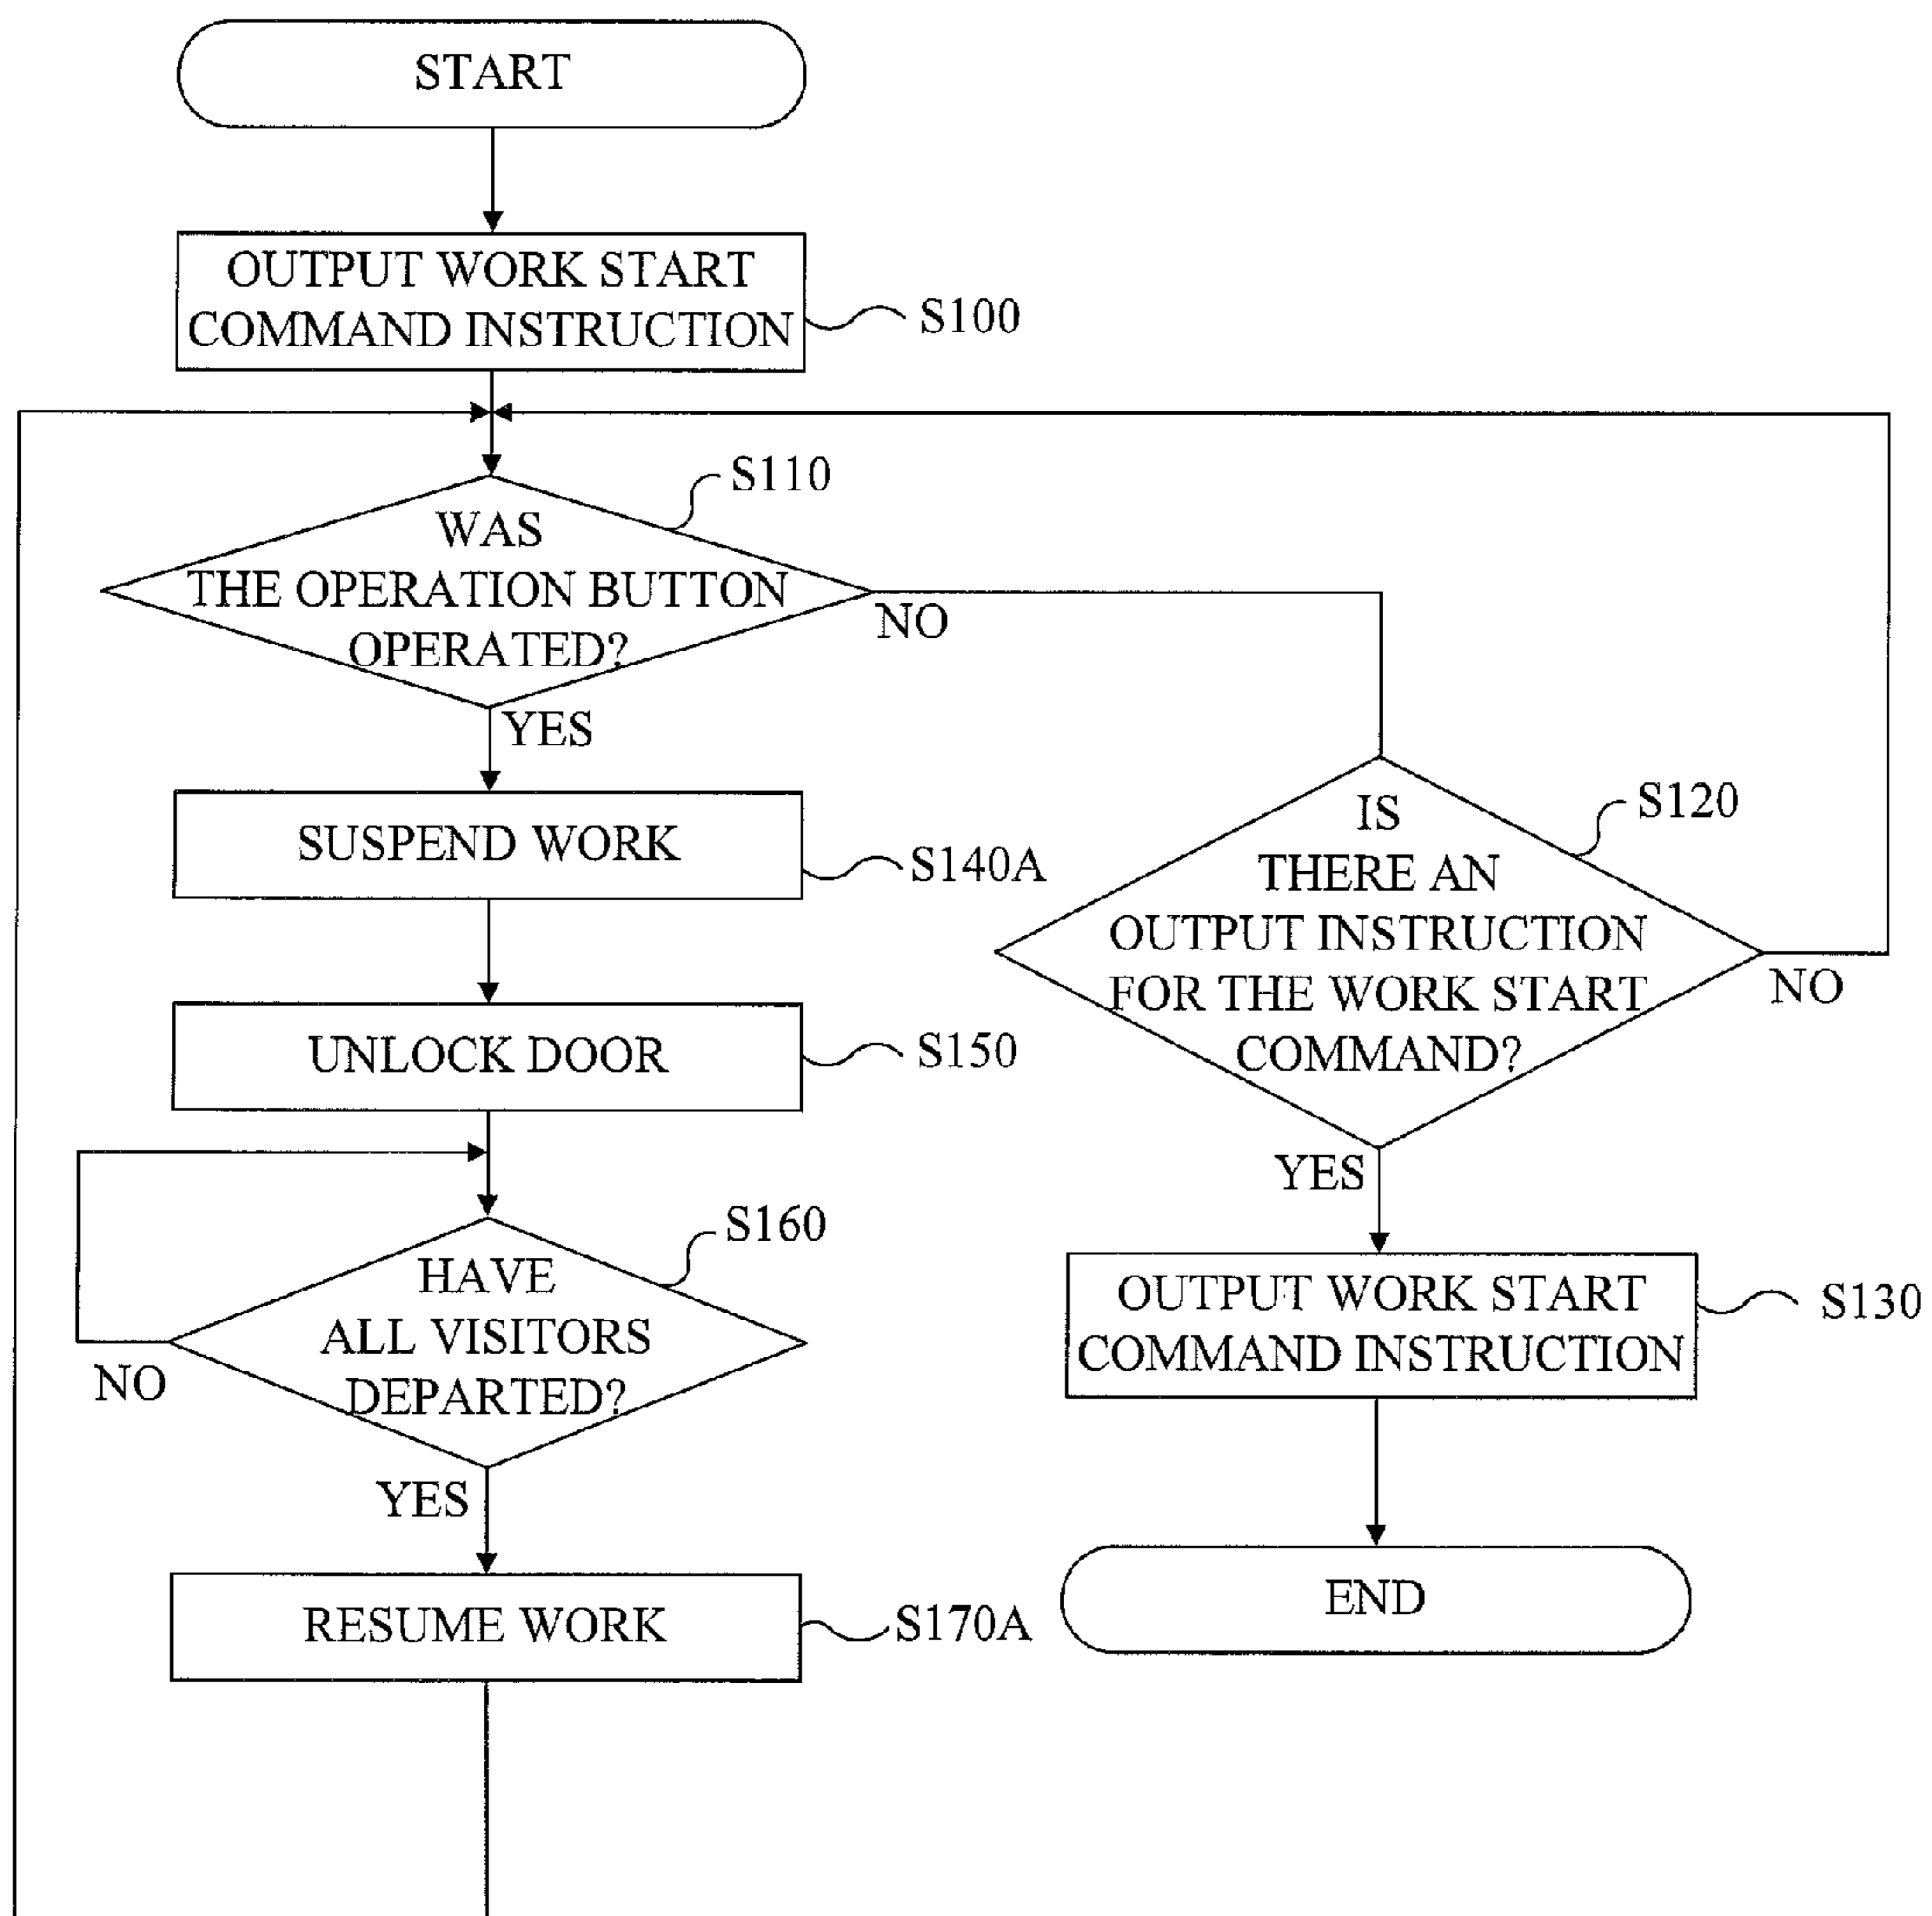 START
OUTPUT WORK START
COMMAND INSTRUCTION
S100
S110
WAS
THE OPERATION BUTTON
OPERATED?
NO
YES
SUSPEND WORK
S140A
UNLOCK DOOR
S150
S160
HAVE
ALL VISITORS
DEPARTED?
NO
YES
RESUME WORK
S170A
S120
IS
THERE AN
OUTPUT INSTRUCTION
FOR THE WORK START
COMMAND?
NO
YES
OUTPUT WORK START
COMMAND INSTRUCTION
S130
END